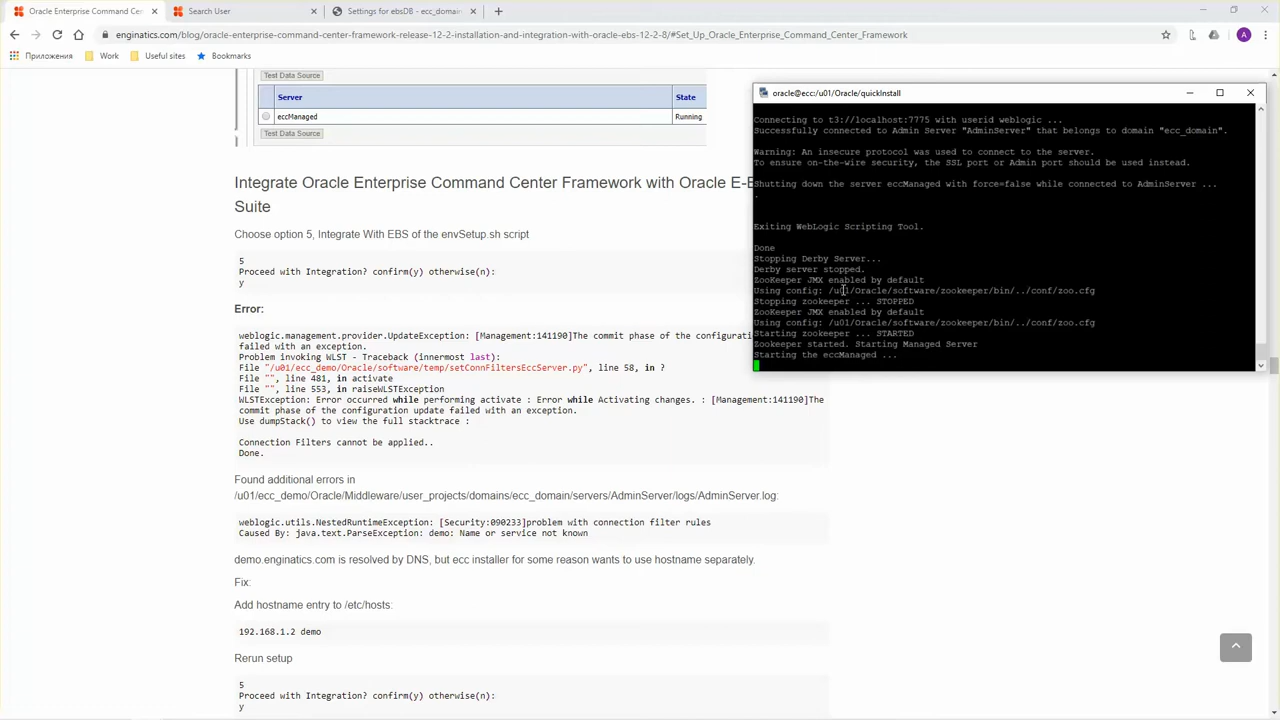 Oracle Enterprise Command Center
Search User
Settings for ebsDB - ecc_domain
enginatics.com/blog/oracle-enterprise-command-center-framework-release-12-2-installation-and-integration-with-oracle-ebs-12-2-8/#Set_Up_Oracle_Enterprise_Command_Center_Framework
A
Приложения
Work
Useful sites
Bookmarks
Test Data Source
Server
State
eccManaged
Running
Test Data Source
Integrate Oracle Enterprise Command Center Framework with Oracle E-B
Suite
Choose option 5, Integrate With EBS of the envSetup.sh script
5
Proceed with Integration? confirm(y) otherwise(n):
y
Error:
weblogic.management.provider.UpdateException: [Management:141190]The commit phase of the configura
failed with an exception.
Problem invoking WLST - Traceback (innermost last):
File "/u01/ecc_demo/Oracle/software/temp/setConnFiltersEccServer.py", line 58, in ?
File "", line 481, in activate
File "", line 553, in raiseWLSTException
WLSTException: Error occurred while performing activate : Error while Activating changes. : [Management:141190]The
commit phase of the configuration update failed with an exception.
Use dumpStack() to view the full stacktrace :
Connection Filters cannot be applied..
Done.
Found additional errors in
/u01/ecc_demo/Oracle/Middleware/user_projects/domains/ecc_domain/servers/AdminServer/logs/AdminServer.log:
weblogic.utils.NestedRuntimeException: [Security:090233]problem with connection filter rules
Caused By: java.text.ParseException: demo: Name or service not known
demo.enginatics.com is resolved by DNS, but ecc installer for some reason wants to use hostname separately.
Fix:
Add hostname entry to /etc/hosts:
192.168.1.2 demo
Rerun setup
5
Proceed with Integration? confirm(y) otherwise(n):
y
oracle@ecc:/u01/Oracle/quickInstall
Connecting to t3://localhost:7775 with userid weblogic ...
Successfully connected to Admin Server "AdminServer" that belongs to domain "ecc_domain".
Warning: An insecure protocol was used to connect to the server.
To ensure on-the-wire security, the SSL port or Admin port should be used instead.
Shutting down the server eccManaged with force=false while connected to AdminServer ...
.
Exiting WebLogic Scripting Tool.
Done
Stopping Derby Server...
Derby server stopped.
ZooKeeper JMX enabled by default
Using config: /u01/Oracle/software/zookeeper/bin/../conf/zoo.cfg
Stopping zookeeper ... STOPPED
ZooKeeper JMX enabled by default
Using config: /u01/Oracle/software/zookeeper/bin/../conf/zoo.cfg
Starting zookeeper ... STARTED
Zookeeper started. Starting Managed Server
Starting the eccManaged ...